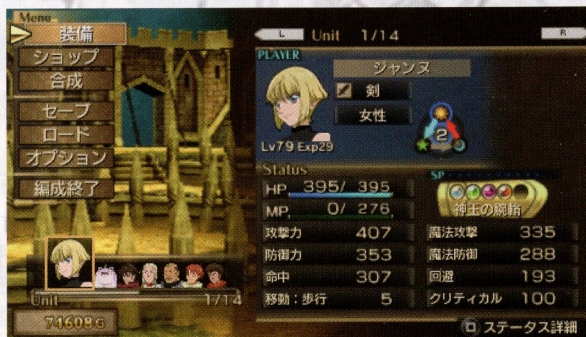 Menu
装備
ショップ
合成
セーブ
ロード
オプション
編成終了
Unit 1/14
74608G
L Unit 1/14 R
PLAYER
ジャンヌ
剣
女性
Lv79 Exp29
2
Status
HP 395/ 395
MP 0/ 276
SP
神王の腕輪
攻撃力 407 魔法攻撃 335
防御力 353 魔法防御 288
命中 307 回避 193
移動:歩行 5 クリティカル 100
ステータス詳細